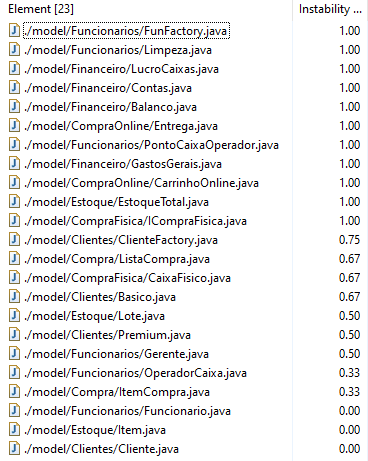 Element [23] Instability ...
./model/Funcionarios/FunFactory.java 1.00
./model/Funcionarios/Limpeza.java 1.00
./model/Financeiro/LucroCaixas.java 1.00
./model/Financeiro/Contas.java 1.00
./model/Financeiro/Balanco.java 1.00
./model/CompraOnline/Entrega.java 1.00
./model/Funcionarios/PontoCaixaOperador.java 1.00
./model/Financeiro/GastosGerais.java 1.00
./model/CompraOnline/CarrinhoOnline.java 1.00
./model/Estoque/EstoqueTotal.java 1.00
./model/CompraFisica/ICompraFisica.java 1.00
./model/Clientes/ClienteFactory.java 0.75
./model/Compra/ListaCompra.java 0.67
./model/CompraFisica/CaixaFisico.java 0.67
./model/Clientes/Basico.java 0.67
./model/Estoque/Lote.java 0.50
./model/Clientes/Premium.java 0.50
./model/Funcionarios/Gerente.java 0.50
./model/Funcionarios/OperadorCaixa.java 0.33
./model/Compra/ItemCompra.java 0.33
./model/Funcionarios/Funcionario.java 0.00
./model/Estoque/Item.java 0.00
./model/Clientes/Cliente.java 0.00